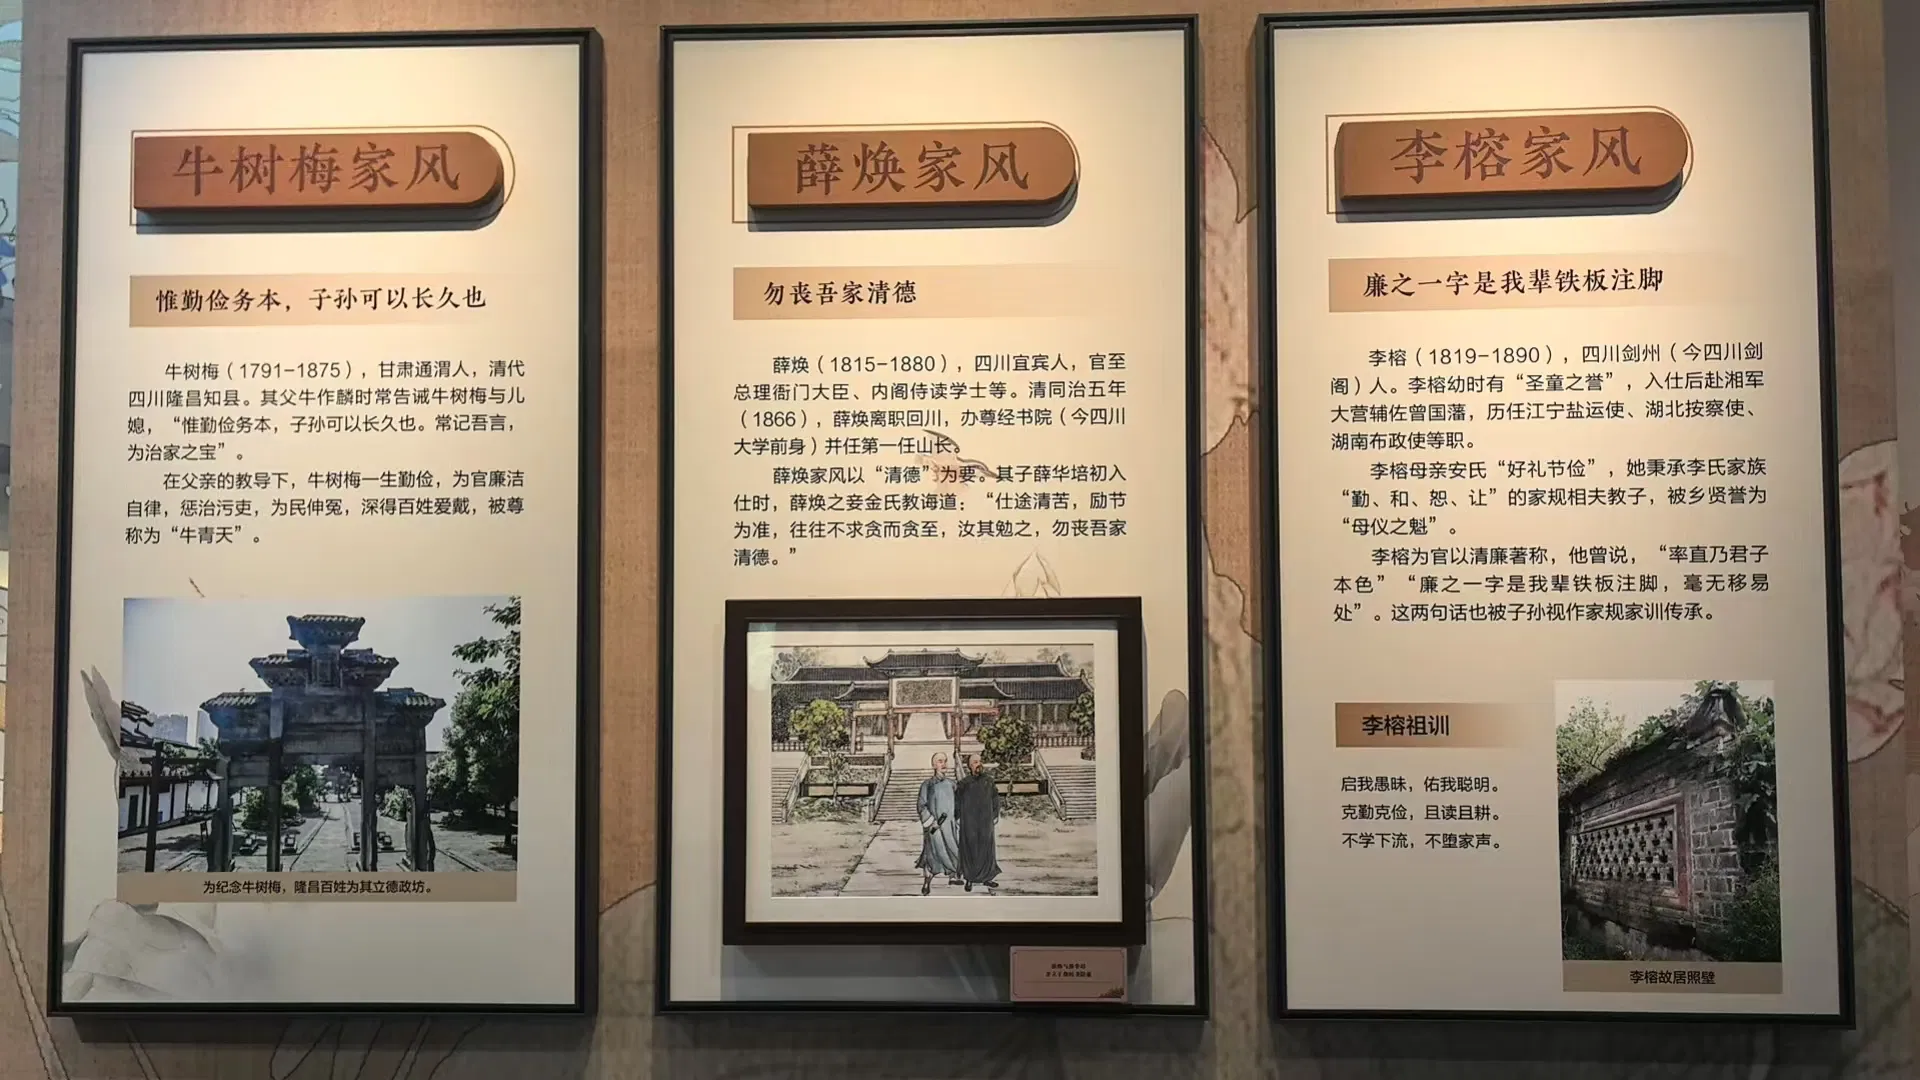 牛树梅家风
惟勤俭务本，子孙可以长久也
牛树梅（1791-1875），甘肃通渭人，清代
四川隆昌知县。其父牛作麟时常告诫牛树梅与儿
媳，“惟勤俭务本，子孙可以长久也。常记吾言，
为治家之宝”。
在父亲的教导下，牛树梅一生勤俭，为官廉洁
自律，惩治污吏，为民伸冤，深得百姓爱戴，被尊
称为“牛青天”。
为纪念牛树梅，隆昌百姓为其立德政坊。
薛焕家风
勿丧吾家清德
薛焕（1815-1880），四川宜宾人，官至
总理衙门大臣、内阁侍读学士等。清同治五年
（1866），薛焕离职回川，办尊经书院（今四川
大学前身）并任第一任山长。
薛焕家风以“清德”为要。其子薛华培初入
仕时，薛焕之妾金氏教诲道：“仕途清苦，励节
为准，往往不求贪而贪至，汝其勉之，勿丧吾家
清德。”
李榕家风
廉之一字是我辈铁板注脚
李榕（1819-1890），四川剑州（今四川剑
阁）人。李榕幼时有“圣童之誉”，入仕后赴湘军
大营辅佐曾国藩，历任江宁盐运使、湖北按察使、
湖南布政使等职。
李榕母亲安氏“好礼节俭”，她秉承李氏家族
“勤、和、恕、让”的家规相夫教子，被乡贤誉为
“母仪之魁”。
李榕为官以清廉著称，他曾说，“率直乃君子
本色”“廉之一字是我辈铁板注脚，毫无移易
处”。这两句话也被子孙视作家规家训传承。
李榕祖训
启我愚昧，佑我聪明。
克勤克俭，且读且耕。
不学下流，不堕家声。
李榕故居照壁